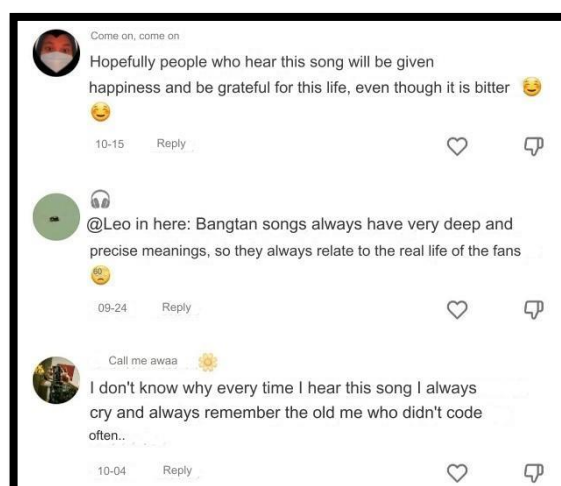 Come on, come on
Hopefully people who hear this song will be given
happiness and be grateful for this life, even though it is bitter
10-15 Reply
@Leo in here: Bangtan songs always have very deep and
precise meanings, so they always relate to the real life of the fans
09-24 Reply
Call me awaa
I don't know why every time I hear this song I always
cry and always remember the old me who didn't code
often..
10-04 Reply